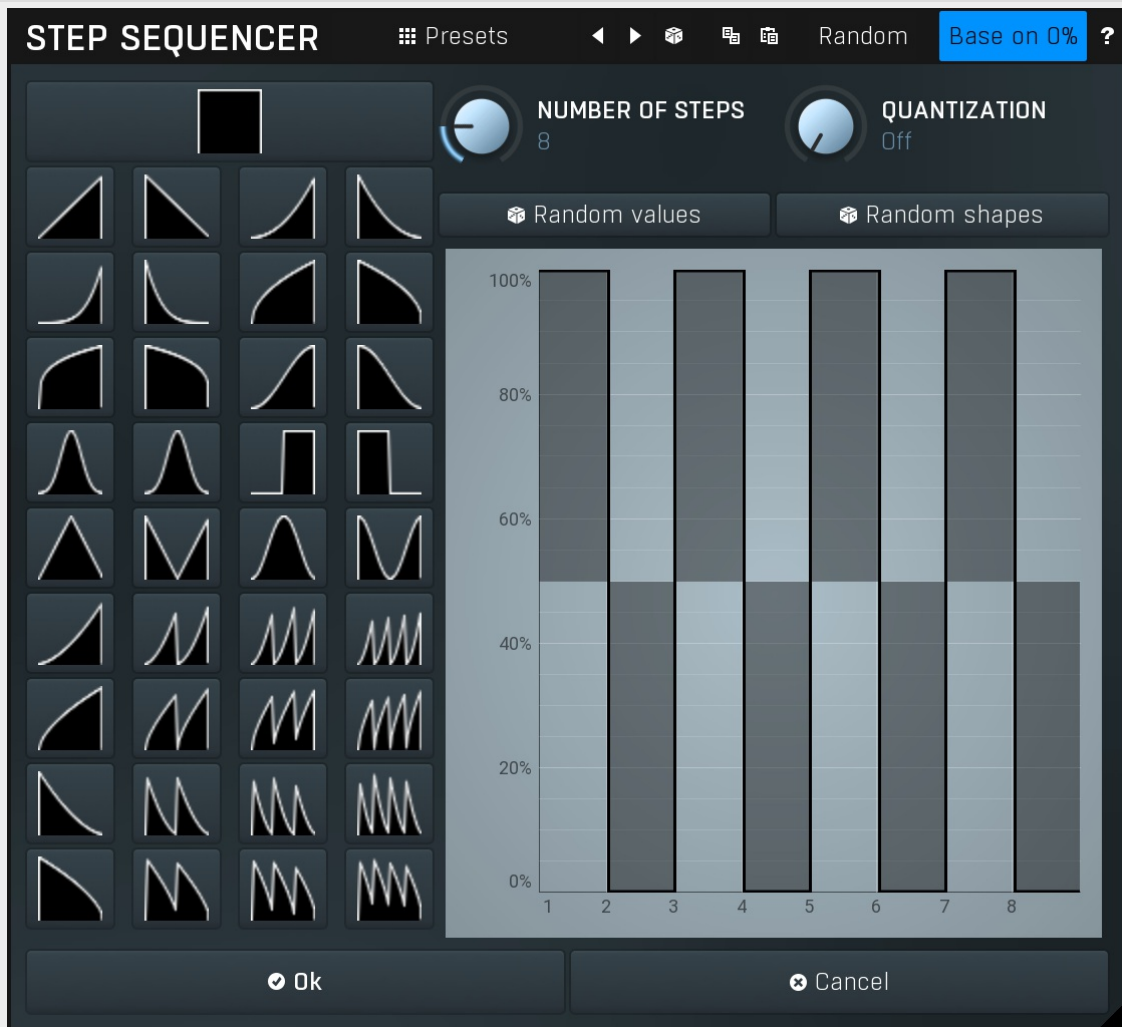 STEP SEQUENCER Presets Random Base on 0% ?
NUMBER OF STEPS QUANTIZATION
8 Off
Random values Random shapes
100%
80%
60%
40%
20%
0%
1 2 3 4 5 6 7 8
Ok Cancel